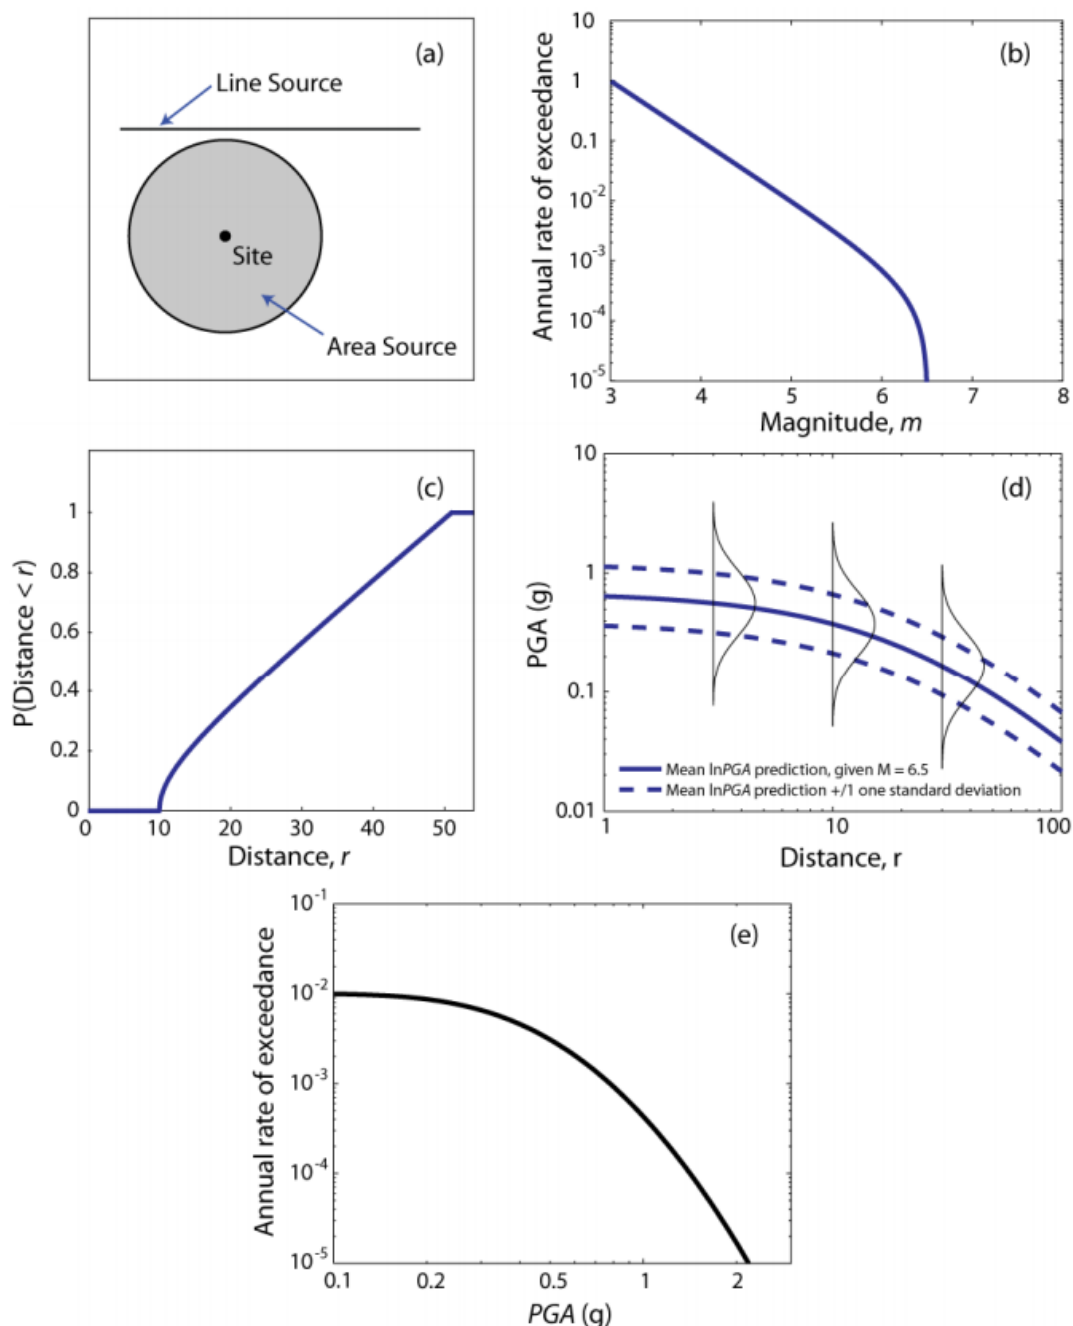 (a)
Line Source
Site
Area Source
(b)
Annual rate of exceedance
10
1
0.1
10-2
10-3
10-4
10-5
3 4 5 6 7 8
Magnitude, m
(c)
P(Distance < r)
1
0.8
0.6
0.4
0.2
0
0 10 20 30 40 50
Distance, r
(d)
PGA (g)
10
1
0.1
0.01
Mean lnPGA prediction, given M = 6.5
Mean lnPGA prediction +/1 one standard deviation
1 10 100
Distance, r
(e)
Annual rate of exceedance
10-1
10-2
10-3
10-4
10-5
0.1 0.2 0.5 1 2
PGA (g)